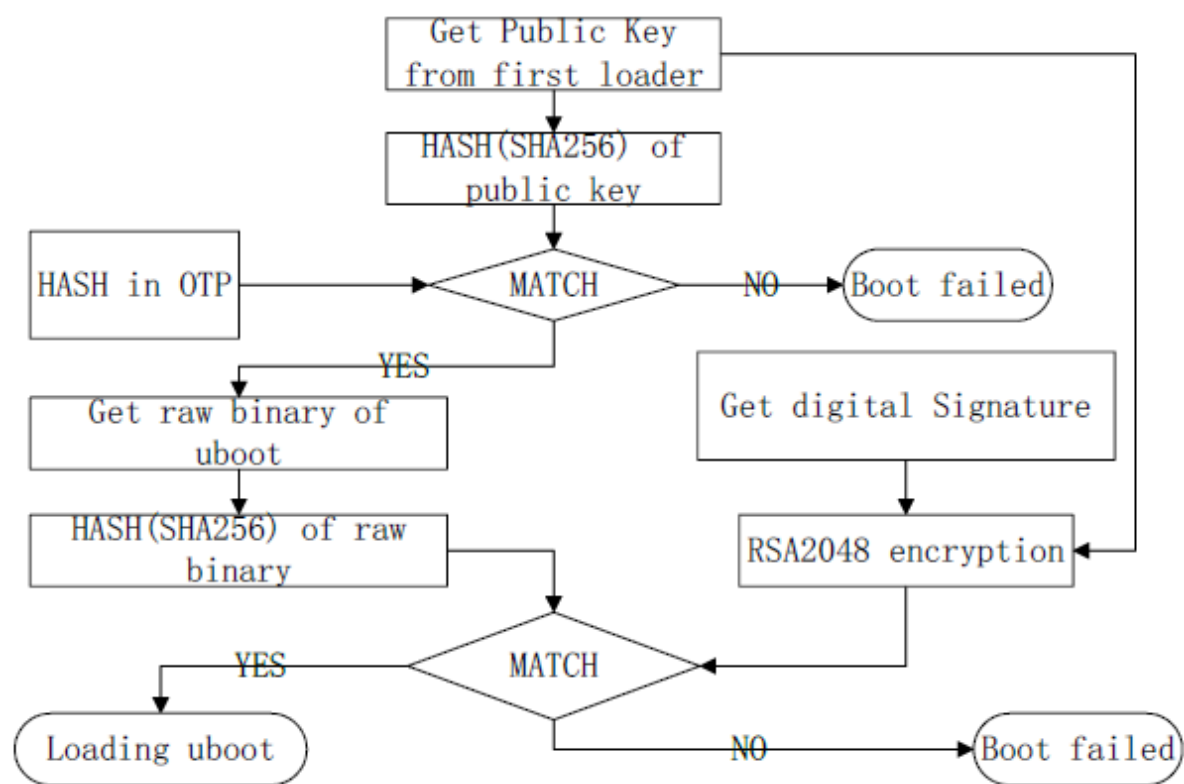 Get Public Key
from first loader
HASH(SHA256) of
public key
HASH in OTP
MATCH
NO
Boot failed
YES
Get raw binary of
uboot
Get digital Signature
HASH(SHA256) of raw
binary
RSA2048 encryption
MATCH
YES
Loading uboot
NO
Boot failed